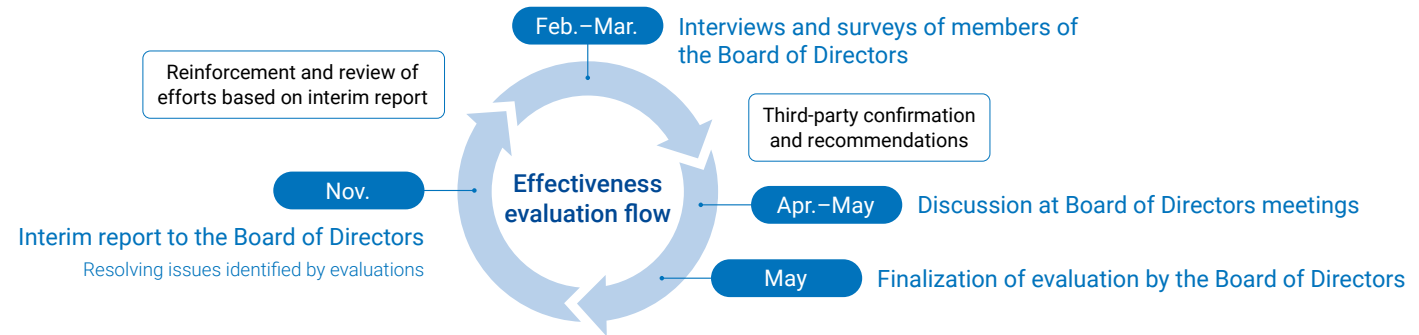 Feb.–Mar.
Interviews and surveys of members of
the Board of Directors
Third-party confirmation
and recommendations
Apr.–May
Discussion at Board of Directors meetings
May
Finalization of evaluation by the Board of Directors
Nov.
Interim report to the Board of Directors
Resolving issues identified by evaluations
Reinforcement and review of
efforts based on interim report
Effectiveness
evaluation flow